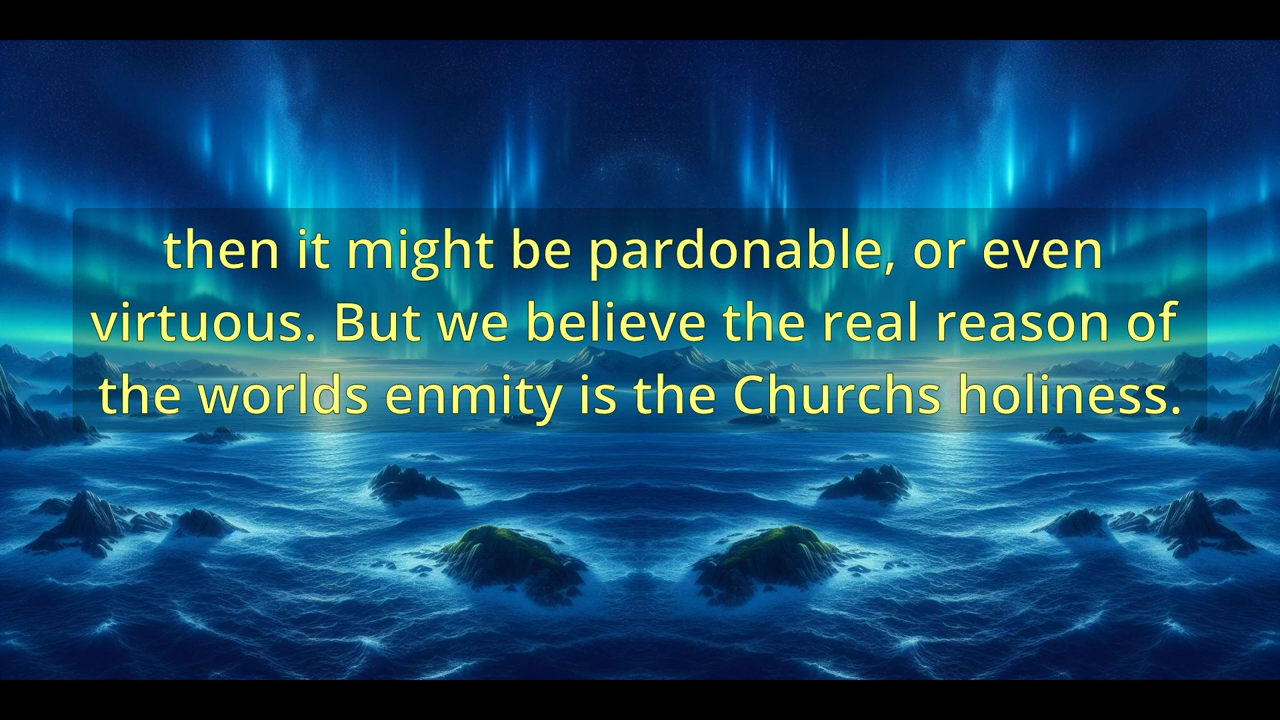 then it might be pardonable, or even
virtuous. But we believe the real reason of
the worlds enmity is the Churchs holiness.